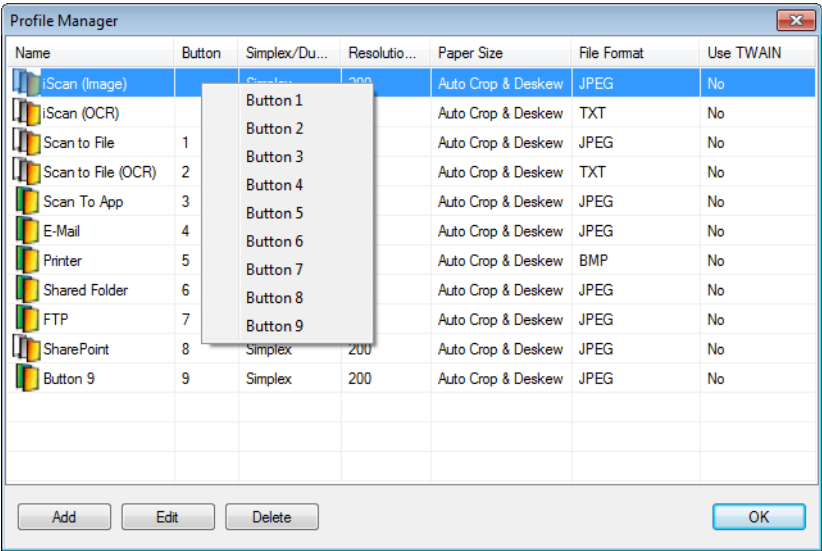 Profile Manager
Name Button Simplex/Du... Resolutio... Paper Size File Format Use TWAIN
iScan (Image) Simplex 200 Auto Crop & Deskew JPEG No
Button 1
iScan (OCR) Auto Crop & Deskew TXT No
Button 2
Scan to File 1 Auto Crop & Deskew JPEG No
Button 3
Scan to File (OCR) 2 Auto Crop & Deskew TXT No
Button 4
Scan To App 3 Auto Crop & Deskew JPEG No
Button 5
E-Mail 4 Auto Crop & Deskew JPEG No
Button 6
Printer 5 Auto Crop & Deskew BMP No
Button 7
Shared Folder 6 Auto Crop & Deskew JPEG No
Button 8
FTP 7 Auto Crop & Deskew JPEG No
Button 9
SharePoint 8 Simplex 200 Auto Crop & Deskew JPEG No
Button 9 9 Simplex 200 Auto Crop & Deskew JPEG No
Add Edit Delete OK